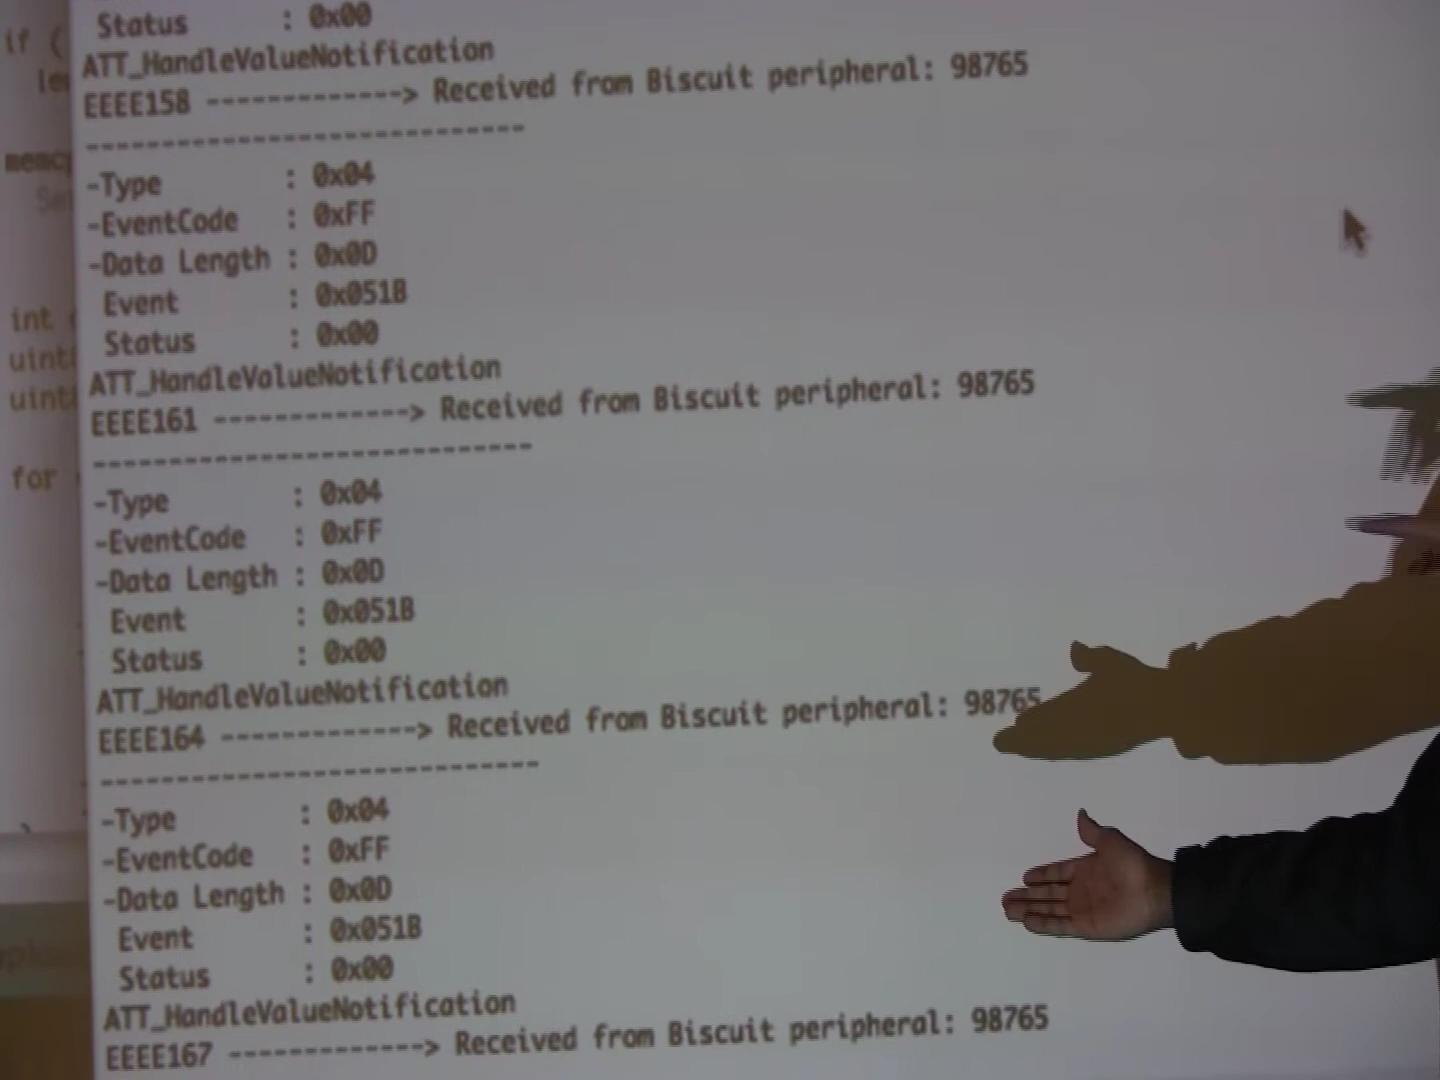 Status : 0x00
if (
ATT_HandleValueNotification
EEEE158 -------------> Received from Biscuit peripheral: 98765
-----------------------------
-Type : 0x04
-EventCode : 0xFF
-Data Length : 0x0D
Event : 0x051B
int
Status : 0x00
ATT_HandleValueNotification
EEEE161 -------------> Received from Biscuit peripheral: 98765
-----------------------------
for
-Type : 0x04
-EventCode : 0xFF
-Data Length : 0x0D
Event : 0x051B
Status : 0x00
ATT_HandleValueNotification
EEEE164 -------------> Received from Biscuit peripheral: 98765
-----------------------------
-Type : 0x04
-EventCode : 0xFF
-Data Length : 0x0D
Event : 0x051B
Status : 0x00
ATT_HandleValueNotification
EEEE167 -------------> Received from Biscuit peripheral: 98765